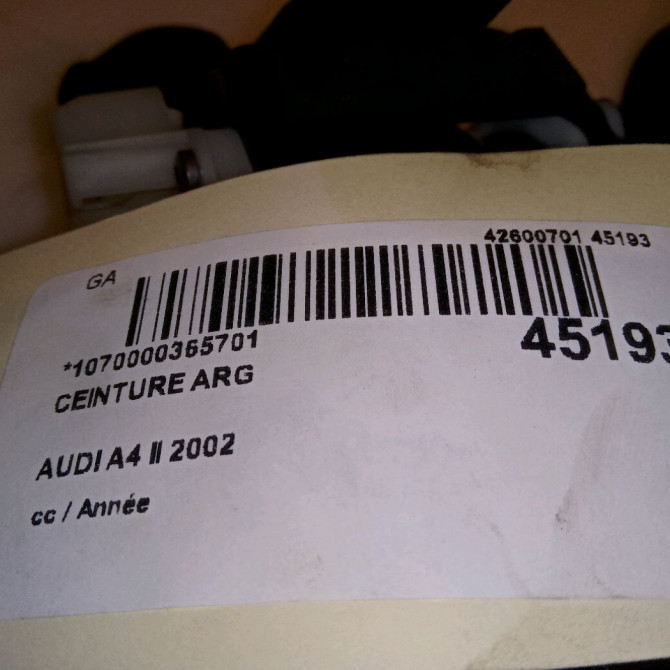 42600701 45193
GA
*1070000365701
45193
CEINTURE ARG
AUDI A4 II 2002
cc / Année